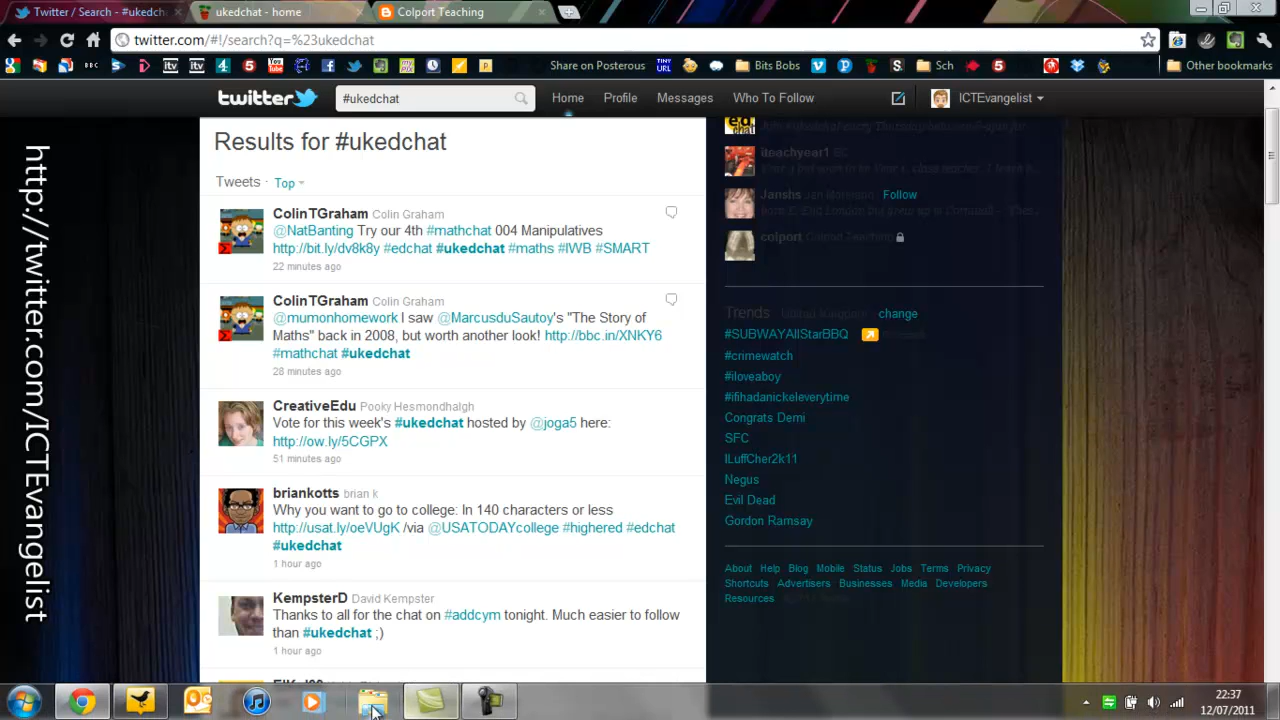 Twitter / Search - #ukedch
ukedchat - home
Colport Teaching
twitter.com/#!/search?q=%23ukedchat
Share on Posterous
Bits Bobs
Sch
Other bookmarks
twitter
#ukedchat
Home
Profile
Messages
Who To Follow
ICTEvangelist
http://twitter.com/ICTEvangelist
Results for #ukedchat
Tweets · Top
ColinTGraham Colin Graham
@NatBanting Try our 4th #mathchat 004 Manipulatives
http://bit.ly/dv8k8y #edchat #ukedchat #maths #IWB #SMART
22 minutes ago
ColinTGraham Colin Graham
@mumonhomework I saw @MarcusduSautoy's "The Story of
Maths" back in 2008, but worth another look! http://bbc.in/XNKY6
#mathchat #ukedchat
28 minutes ago
CreativeEdu Pooky Hesmondhalgh
Vote for this week's #ukedchat hosted by @joga5 here:
http://ow.ly/5CGPX
51 minutes ago
briankotts brian k
Why you want to go to college: In 140 characters or less
http://usat.ly/oeVUgK /via @USATODAYcollege #highered #edchat
#ukedchat
1 hour ago
KempsterD David Kempster
Thanks to all for the chat on #addcym tonight. Much easier to follow
than #ukedchat ;)
1 hour ago
iteachyear1
Janshs
Follow
colport Colport Teaching
Trends
change
#SUBWAYAllStarBBQ
#crimewatch
#iloveaboy
#ifihadanickeleverytime
Congrats Demi
SFC
ILuffCher2k11
Negus
Evil Dead
Gordon Ramsay
About Help Blog Mobile Status Jobs Terms Privacy
Shortcuts Advertisers Businesses Media Developers
Resources
22:37
12/07/2011